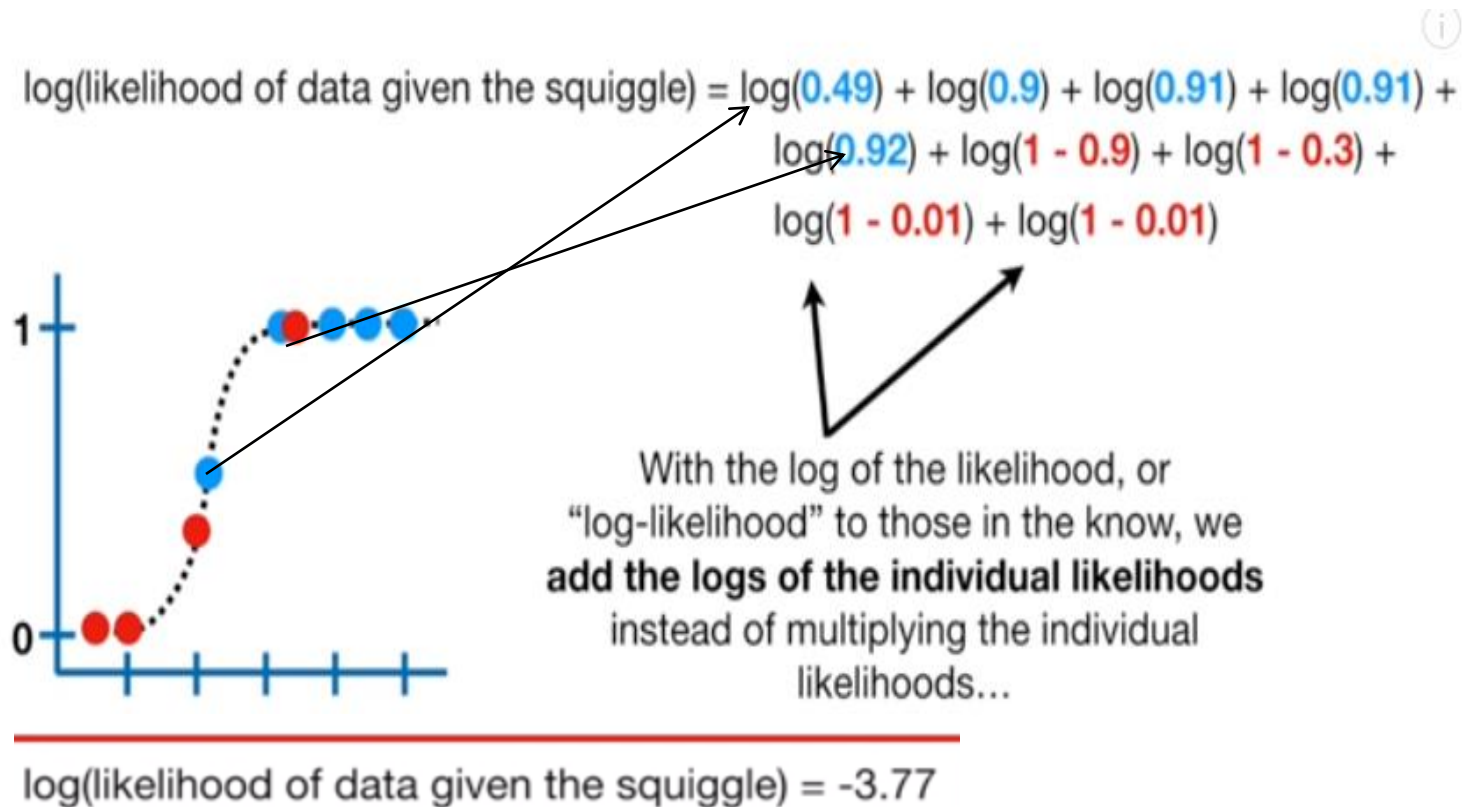 log(likelihood of data given the squiggle) = log(0.49) + log(0.9) + log(0.91) + log(0.91) +
log(0.92) + log(1 - 0.9) + log(1 - 0.3) +
log(1 - 0.01) + log(1 - 0.01)
1
0
With the log of the likelihood, or
“log-likelihood” to those in the know, we
add the logs of the individual likelihoods
instead of multiplying the individual
likelihoods…
log(likelihood of data given the squiggle) = -3.77